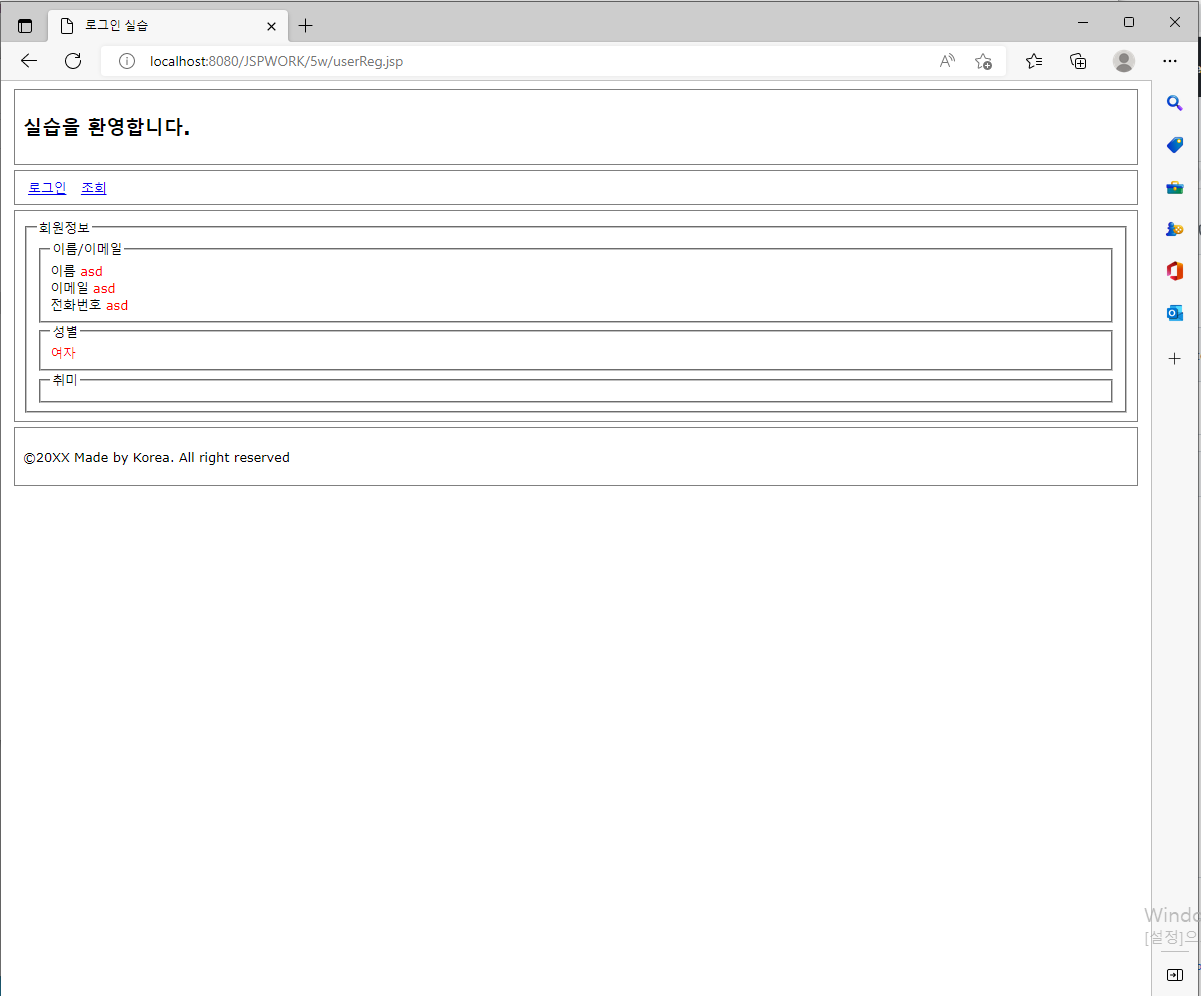 로그인 실습
localhost:8080/JSPWORK/5w/userReg.jsp
실습을 환영합니다.
로그인 조회
회원정보
이름/이메일
이름 asd
이메일 asd
전화번호 asd
성별
여자
취미
©20XX Made by Korea. All right reserved
[설정]으